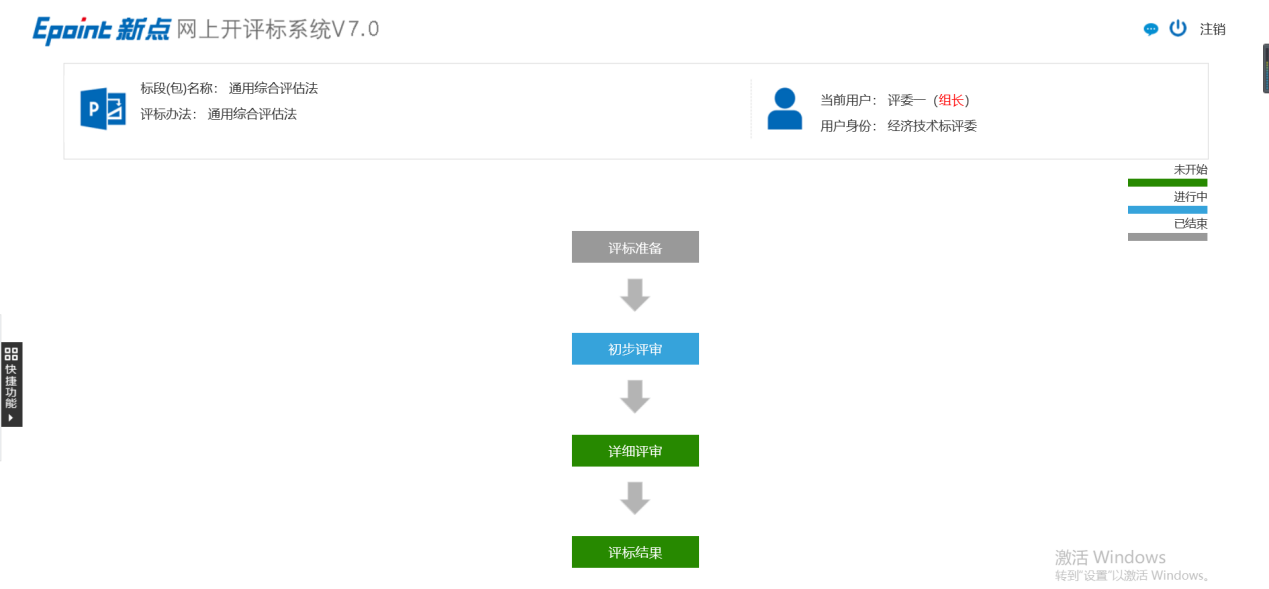 Epoint 新点 网上开评标系统V7.0
注销
标段(包)名称： 通用综合评估法
评标办法： 通用综合评估法
当前用户： 评委一（组长）
用户身份： 经济技术标评委
未开始
进行中
已结束
评标准备
初步评审
快捷功能
详细评审
评标结果
激活 Windows
转到"设置"以激活 Windows。